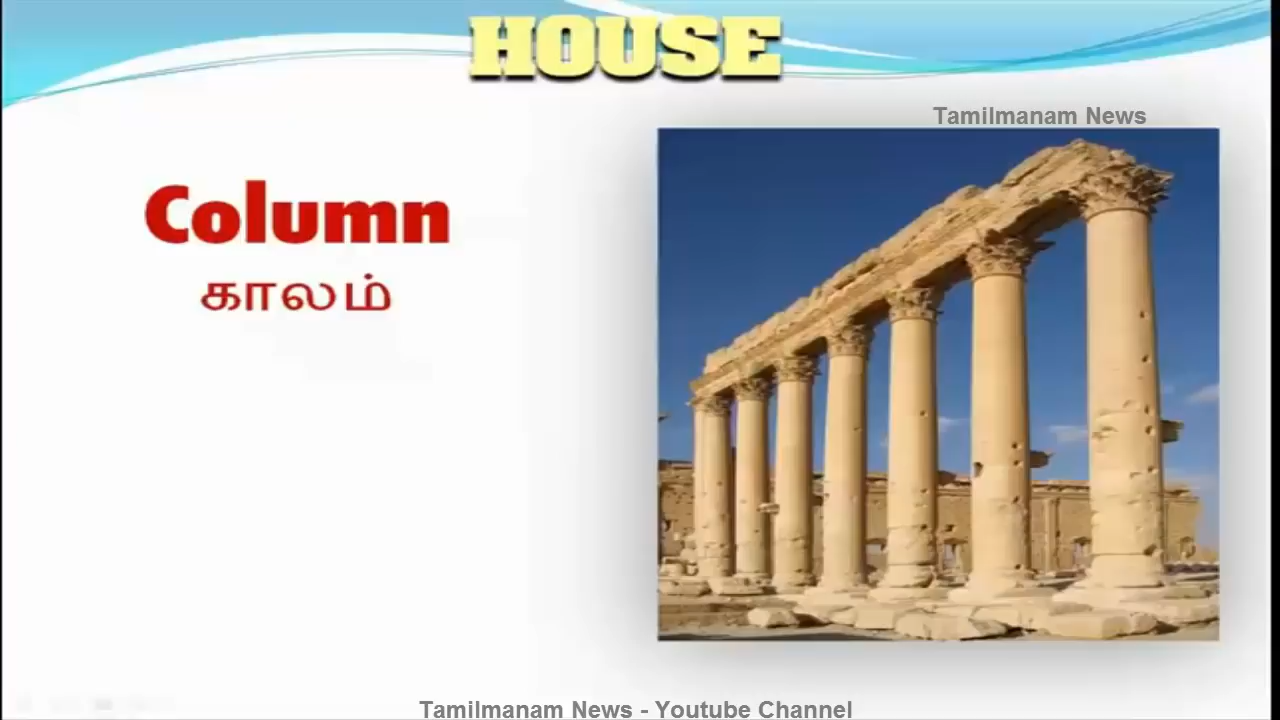 HOUSE
Tamilmanam News
Column
காலம்
Tamilmanam News - Youtube Channel